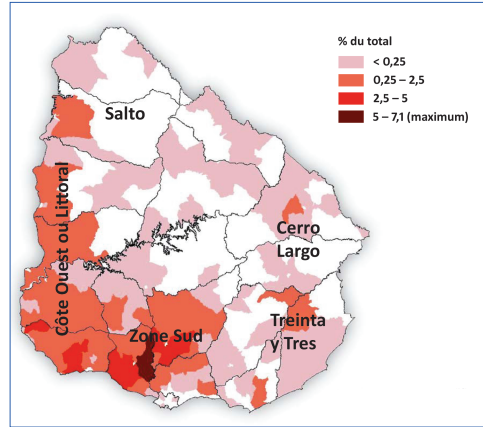 % du total
< 0,25
0,25 – 2,5
2,5 – 5
5 – 7,1 (maximum)
Salto
Côte Ouest ou Littoral
Cerro
Largo
Zone Sud
Treinta
y Tres